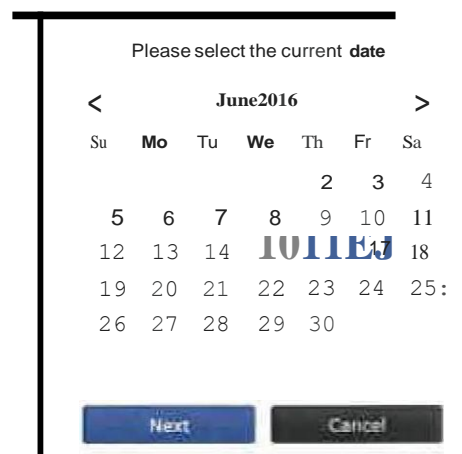 Please select the current date
< June2016 >
Su Mo Tu We Th Fr Sa
2 3 4
5 6 7 8 9 10 11
12 13 14 1011EJ 17 18
19 20 21 22 23 24 25:
26 27 28 29 30
Next Cancel